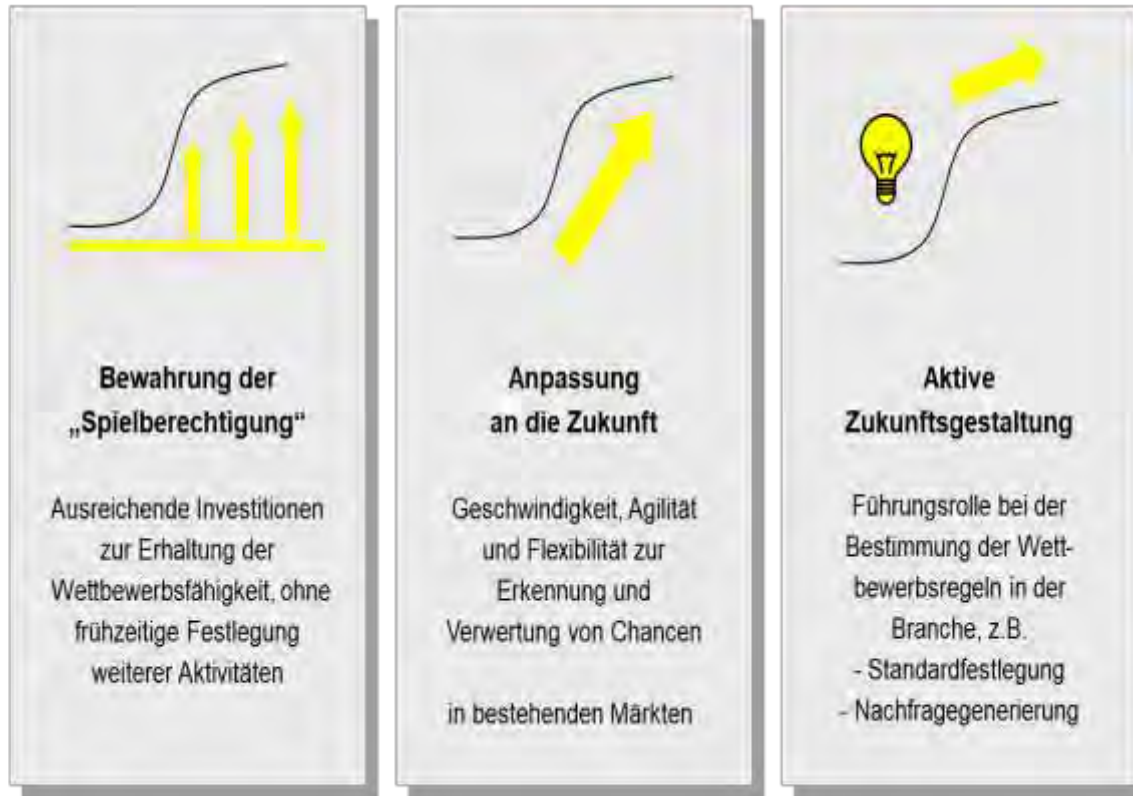 Bewahrung der
„Spielberechtigung“
Ausreichende Investitionen
zur Erhaltung der
Wettbewerbsfähigkeit, ohne
frühzeitige Festlegung
weiterer Aktivitäten
Anpassung
an die Zukunft
Geschwindigkeit, Agilität
und Flexibilität zur
Erkennung und
Verwertung von Chancen
in bestehenden Märkten
Aktive
Zukunftsgestaltung
Führungsrolle bei der
Bestimmung der Wett-
bewerbsregeln in der
Branche, z.B.
- Standardfestlegung
- Nachfragegenerierung